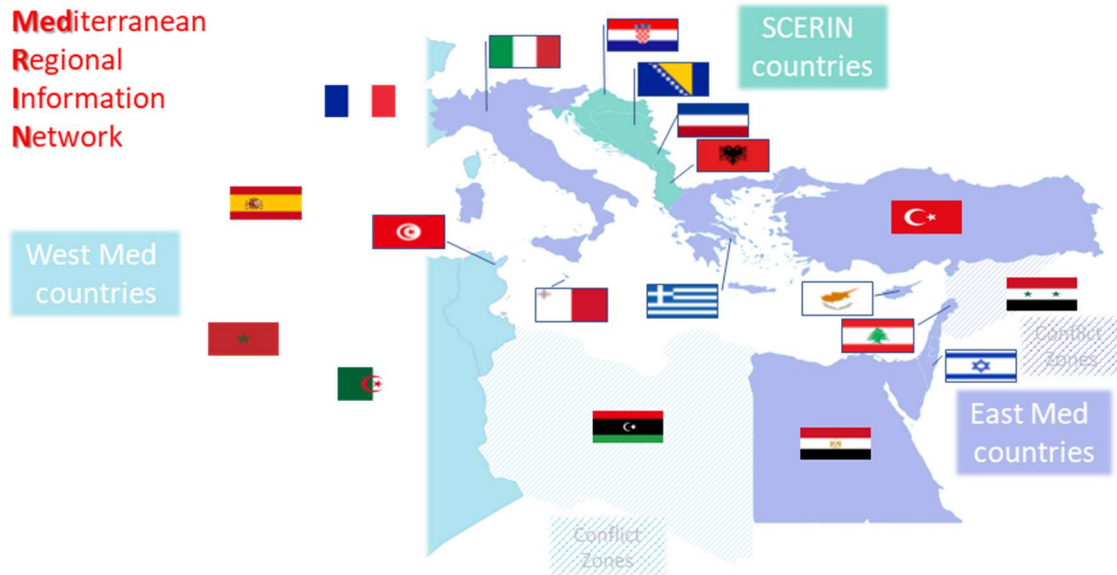 Mediterranean
Regional
Information
Network
SCERIN
countries
West Med
countries
Conflict
Zones
East Med
countries
Conflict
Zones